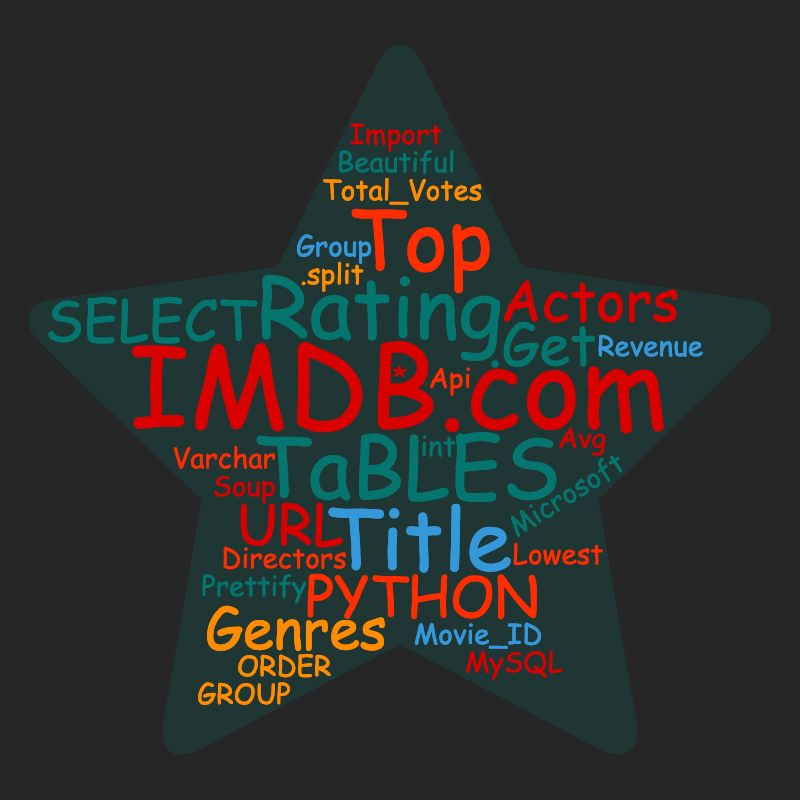 Import
Beautiful
Total_Votes
Top
Group
.split
Rating
Actors
SELECT
.Get
Revenue
IMDB.com
*
Api
TaBLES
int
Avg
Varchar
Soup
Microsoft
URL
Title
Directors
Lowest
Prettify
PYTHON
Genres
Movie_ID
ORDER
MySQL
GROUP